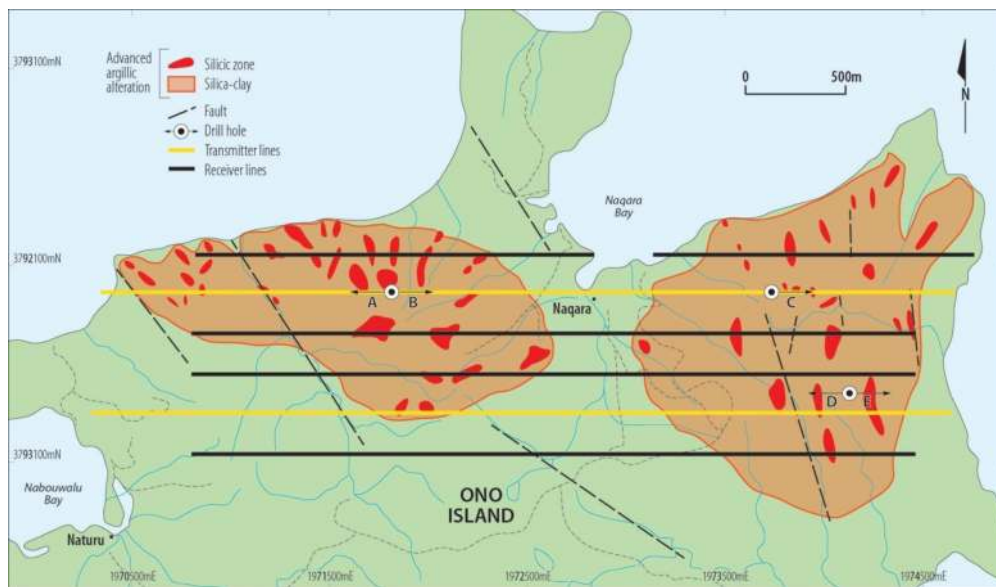 3793100mN
Advanced
argillic
alteration
Silicic zone
Silica-clay
Fault
Drill hole
Transmitter lines
Receiver lines
0
500m
N
Naqara
Bay
3792100mN
A
B
Naqara
C
D
E
3793100mN
ONO
ISLAND
Nabouwalu
Bay
Naturu
1970500mE
1971500mE
1972500mE
1973500mE
1974500mE